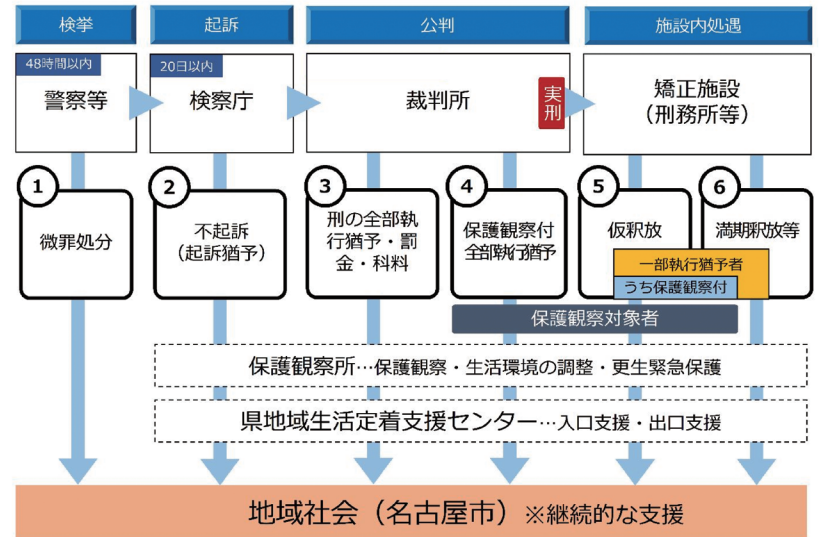 検挙
起訴
公判
施設内処遇
48時間以内
警察等
20日以内
検察庁
裁判所
実刑
矯正施設
（刑務所等）
1
微罪処分
2
不起訴
（起訴猶予）
3
刑の全部執
行猶予・罰
金・科料
4
保護観察付
全部執行猶予
5
仮釈放
6
満期釈放等
一部執行猶予者
うち保護観察付
保護観察対象者
保護観察所…保護観察・生活環境の調整・更生緊急保護
県地域生活定着支援センター…入口支援・出口支援
地域社会（名古屋市）※継続的な支援